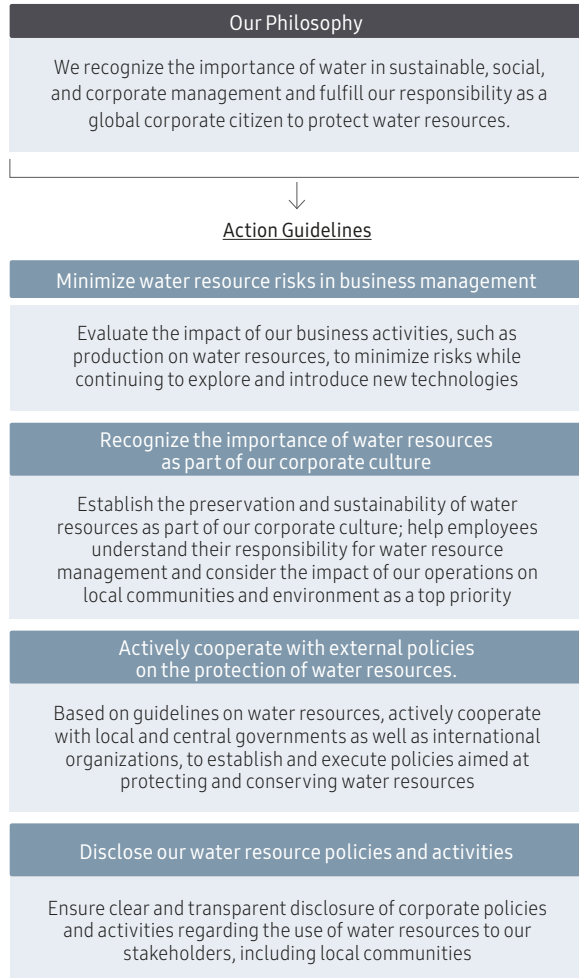 Our Philosophy
We recognize the importance of water in sustainable, social,
and corporate management and fulfill our responsibility as a
global corporate citizen to protect water resources.
Action Guidelines
Minimize water resource risks in business management
Evaluate the impact of our business activities, such as
production on water resources, to minimize risks while
continuing to explore and introduce new technologies
Recognize the importance of water resources
as part of our corporate culture
Establish the preservation and sustainability of water
resources as part of our corporate culture; help employees
understand their responsibility for water resource
management and consider the impact of our operations on
local communities and environment as a top priority
Actively cooperate with external policies
on the protection of water resources.
Based on guidelines on water resources, actively cooperate
with local and central governments as well as international
organizations, to establish and execute policies aimed at
protecting and conserving water resources
Disclose our water resource policies and activities
Ensure clear and transparent disclosure of corporate policies
and activities regarding the use of water resources to our
stakeholders, including local communities